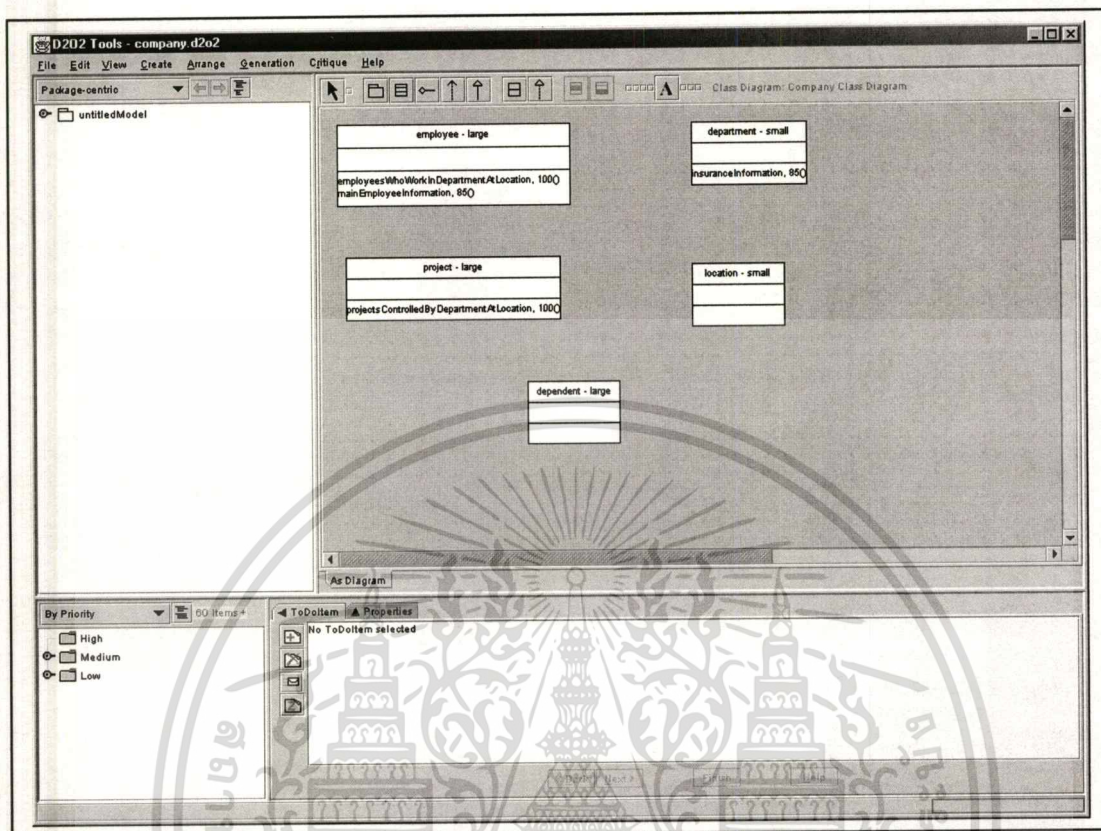 D2O2 Tools - company.d2o2
File Edit View Create Arrange Generation Critique Help
Package-centric
A Class Diagram: Company Class Diagram
untitledModel
employee - large
employeesWhoWorkInDepartmentAtLocation, 100()
mainEmployeeInformation, 85()
department - small
insuranceInformation, 85()
project - large
projectsControlledByDepartmentAtLocation, 100()
location - small
dependent - large
As Diagram
By Priority 60 Items +
High
Medium
Low
ToDoItem Properties
No ToDoItem selected
Next > Help